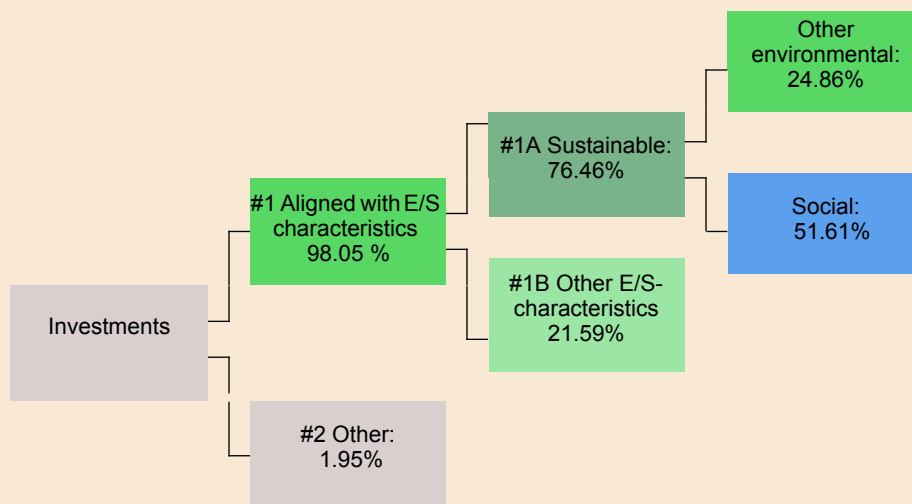 Investments
#1 Aligned with E/S
characteristics
98.05 %
#2 Other:
1.95%
#1A Sustainable:
76.46%
#1B Other E/S-
characteristics
21.59%
Other
environmental:
24.86%
Social:
51.61%